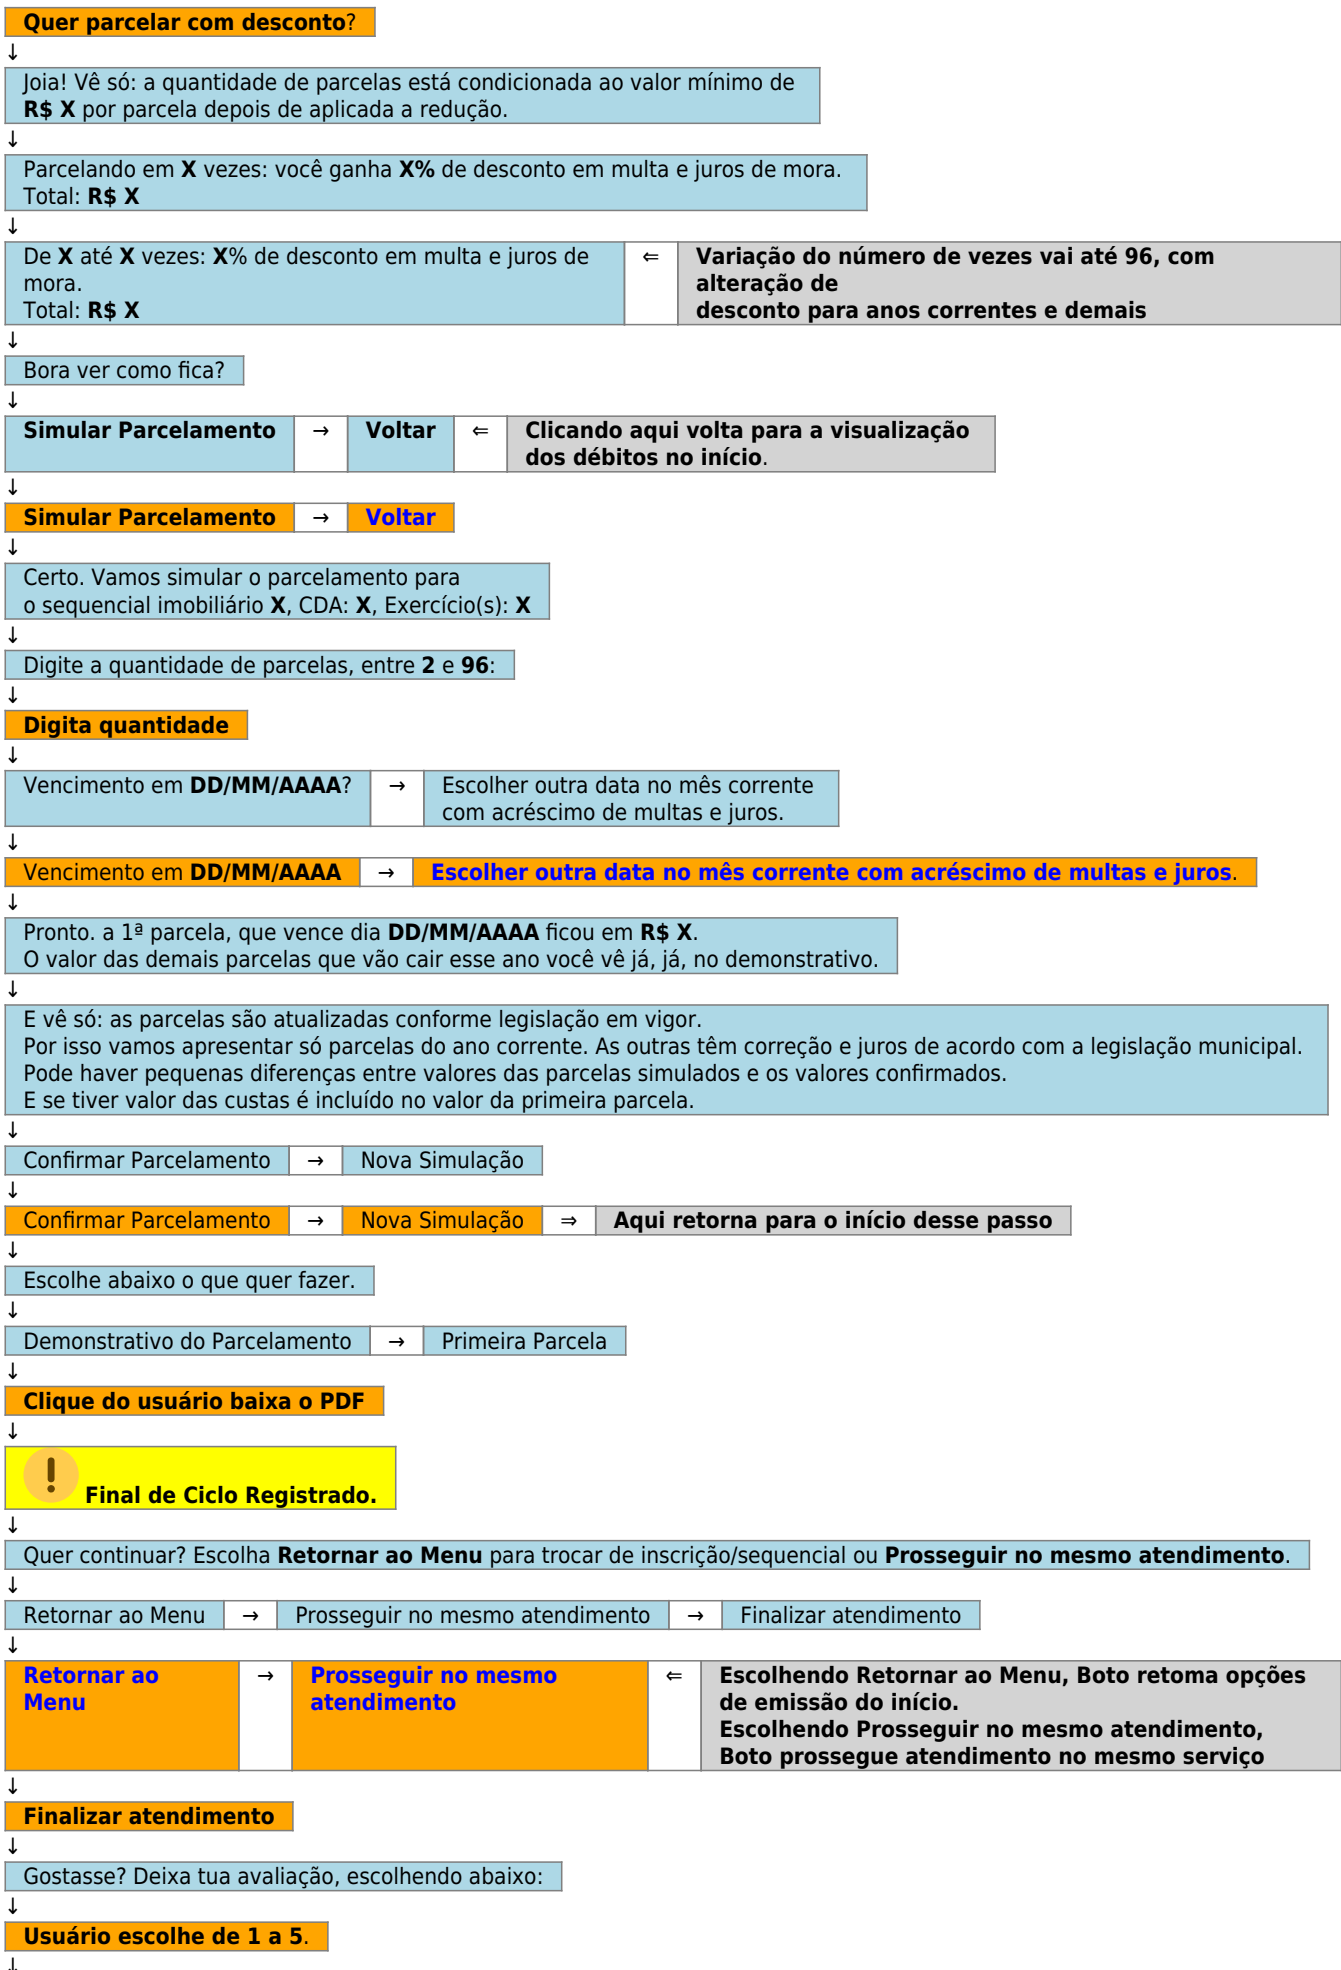 Quer parcelar com desconto?
↓
Joia! Vê só: a quantidade de parcelas está condicionada ao valor mínimo de
R$ X por parcela depois de aplicada a redução.
↓
Parcelando em X vezes: você ganha X% de desconto em multa e juros de mora.
Total: R$ X
↓
De X até X vezes: X% de desconto em multa e juros de
mora.
Total: R$ X
⇐
Variação do número de vezes vai até 96, com
alteração de
desconto para anos correntes e demais
↓
Bora ver como fica?
↓
Simular Parcelamento → Voltar ⇐ Clicando aqui volta para a visualização
dos débitos no início.
↓
Simular Parcelamento → Voltar
↓
Certo. Vamos simular o parcelamento para
o sequencial imobiliário X, CDA: X, Exercício(s): X
↓
Digite a quantidade de parcelas, entre 2 e 96:
↓
Digita quantidade
↓
Vencimento em DD/MM/AAAA? → Escolher outra data no mês corrente
com acréscimo de multas e juros.
↓
Vencimento em DD/MM/AAAA → Escolher outra data no mês corrente com acréscimo de multas e juros.
↓
Pronto. a 1ª parcela, que vence dia DD/MM/AAAA ficou em R$ X.
O valor das demais parcelas que vão cair esse ano você vê já, já, no demonstrativo.
↓
E vê só: as parcelas são atualizadas conforme legislação em vigor.
Por isso vamos apresentar só parcelas do ano corrente. As outras têm correção e juros de acordo com a legislação municipal.
Pode haver pequenas diferenças entre valores das parcelas simulados e os valores confirmados.
E se tiver valor das custas é incluído no valor da primeira parcela.
↓
Confirmar Parcelamento → Nova Simulação
↓
Confirmar Parcelamento → Nova Simulação ⇒ Aqui retorna para o início desse passo
↓
Escolhe abaixo o que quer fazer.
↓
Demonstrativo do Parcelamento → Primeira Parcela
↓
Clique do usuário baixa o PDF
↓
! Final de Ciclo Registrado.
↓
Quer continuar? Escolha Retornar ao Menu para trocar de inscrição/sequencial ou Prosseguir no mesmo atendimento.
↓
Retornar ao Menu → Prosseguir no mesmo atendimento → Finalizar atendimento
↓
Retornar ao
Menu
→
Prosseguir no mesmo
atendimento
⇐
Escolhendo Retornar ao Menu, Boto retoma opções
de emissão do início.
Escolhendo Prosseguir no mesmo atendimento,
Boto prossegue atendimento no mesmo serviço
↓
Finalizar atendimento
↓
Gostasse? Deixa tua avaliação, escolhendo abaixo:
↓
Usuário escolhe de 1 a 5.
↓